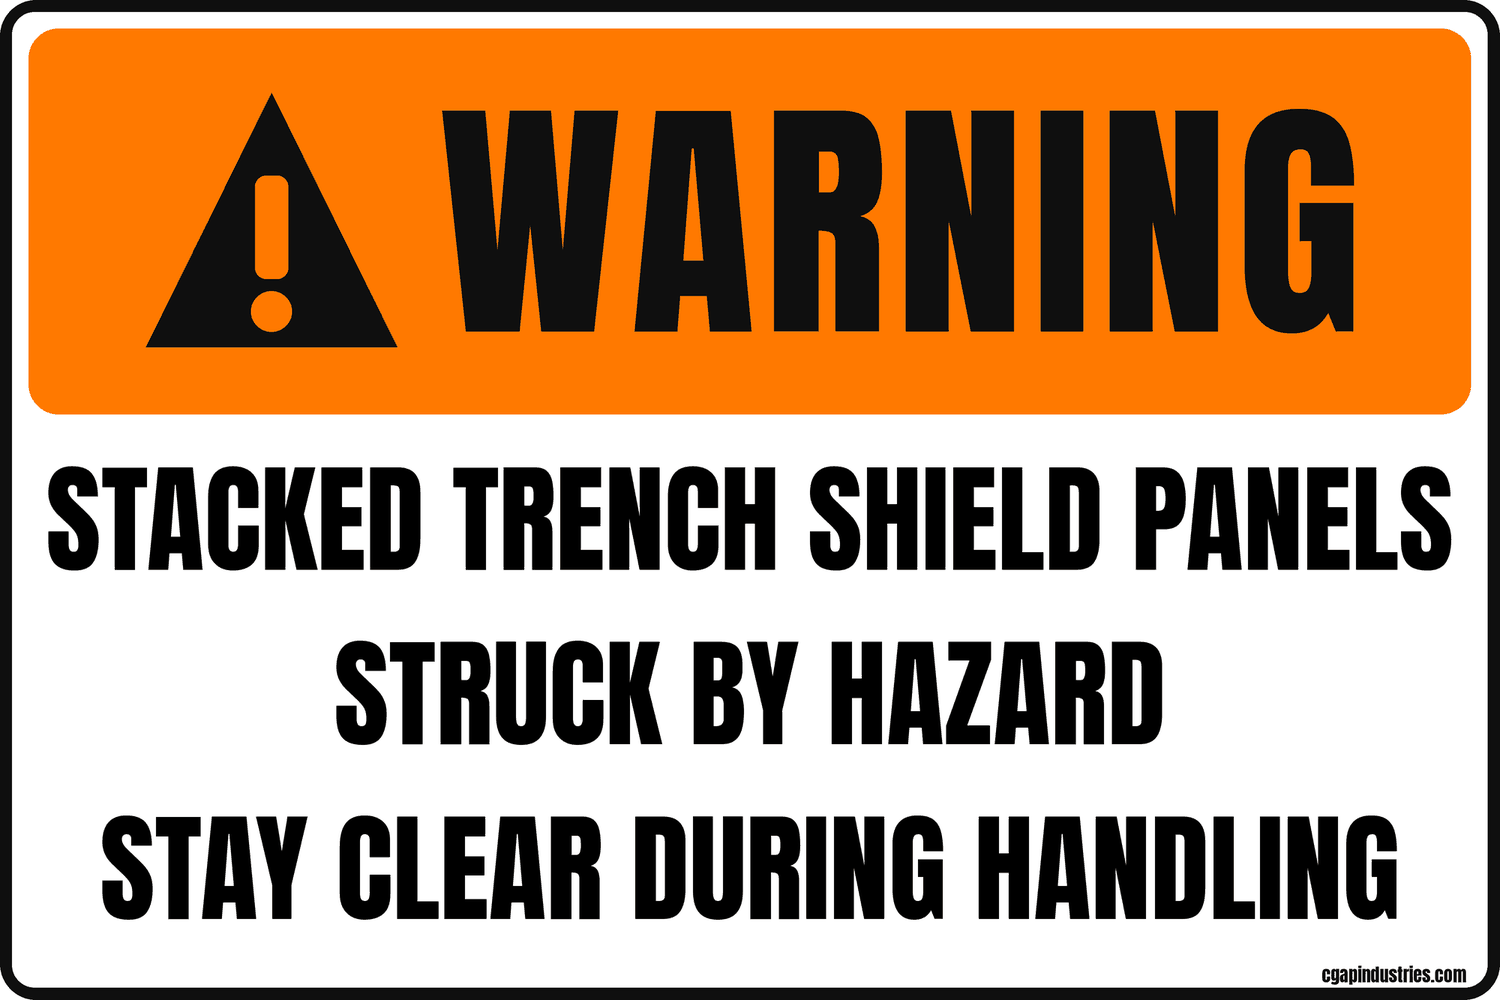 WARNING
STACKED TRENCH SHIELD PANELS
STRUCK BY HAZARD
STAY CLEAR DURING HANDLING
cgapindustries.com